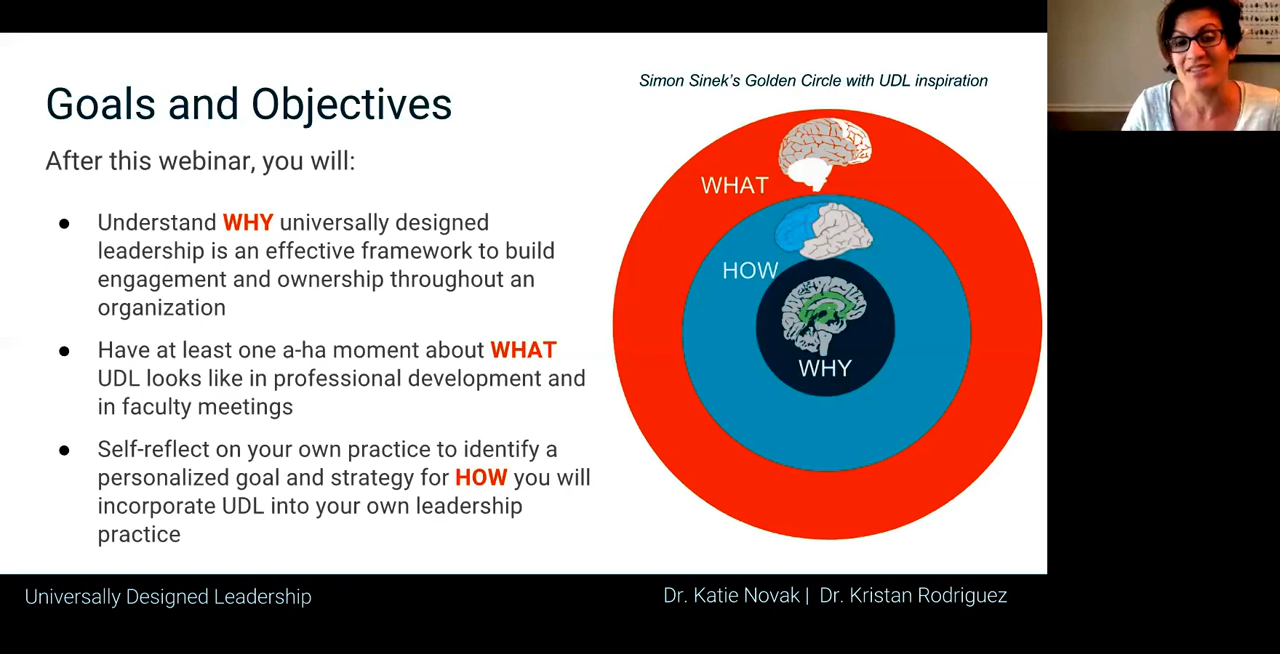 Goals and Objectives
After this webinar, you will:
● Understand WHY universally designed
leadership is an effective framework to build
engagement and ownership throughout an
organization
● Have at least one a-ha moment about WHAT
UDL looks like in professional development and
in faculty meetings
● Self-reflect on your own practice to identify a
personalized goal and strategy for HOW you will
incorporate UDL into your own leadership
practice
Simon Sinek's Golden Circle with UDL inspiration
WHAT
HOW
WHY
Universally Designed Leadership
Dr. Katie Novak | Dr. Kristan Rodriguez